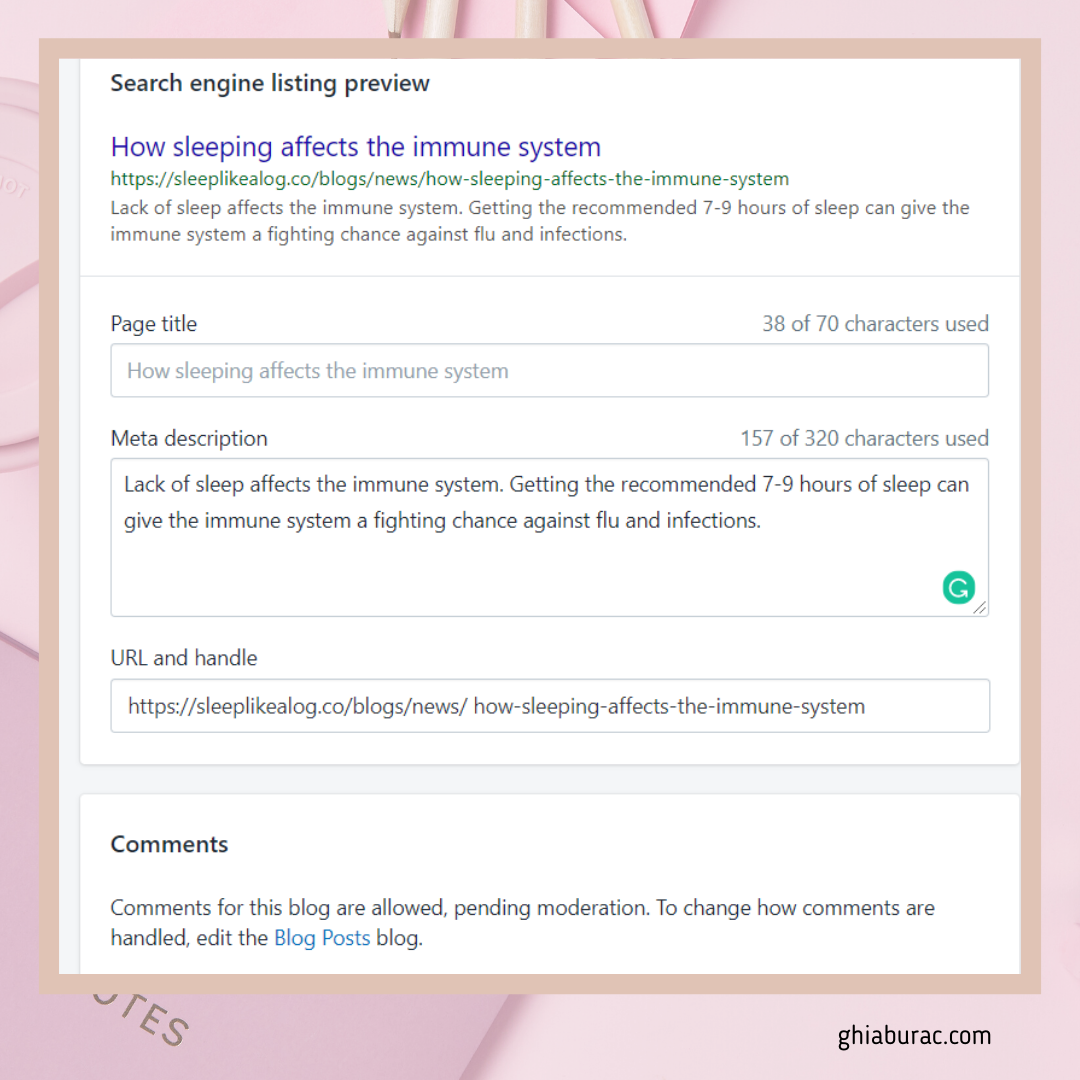 Search engine listing preview
How sleeping affects the immune system
https://sleeplikealog.co/blogs/news/how-sleeping-affects-the-immune-system
Lack of sleep affects the immune system. Getting the recommended 7-9 hours of sleep can give the
immune system a fighting chance against flu and infections.
Page title
38 of 70 characters used
How sleeping affects the immune system
Meta description
157 of 320 characters used
Lack of sleep affects the immune system. Getting the recommended 7-9 hours of sleep can
give the immune system a fighting chance against flu and infections.
URL and handle
https://sleeplikealog.co/blogs/news/ how-sleeping-affects-the-immune-system
Comments
Comments for this blog are allowed, pending moderation. To change how comments are
handled, edit the Blog Posts blog.
ghiaburac.com